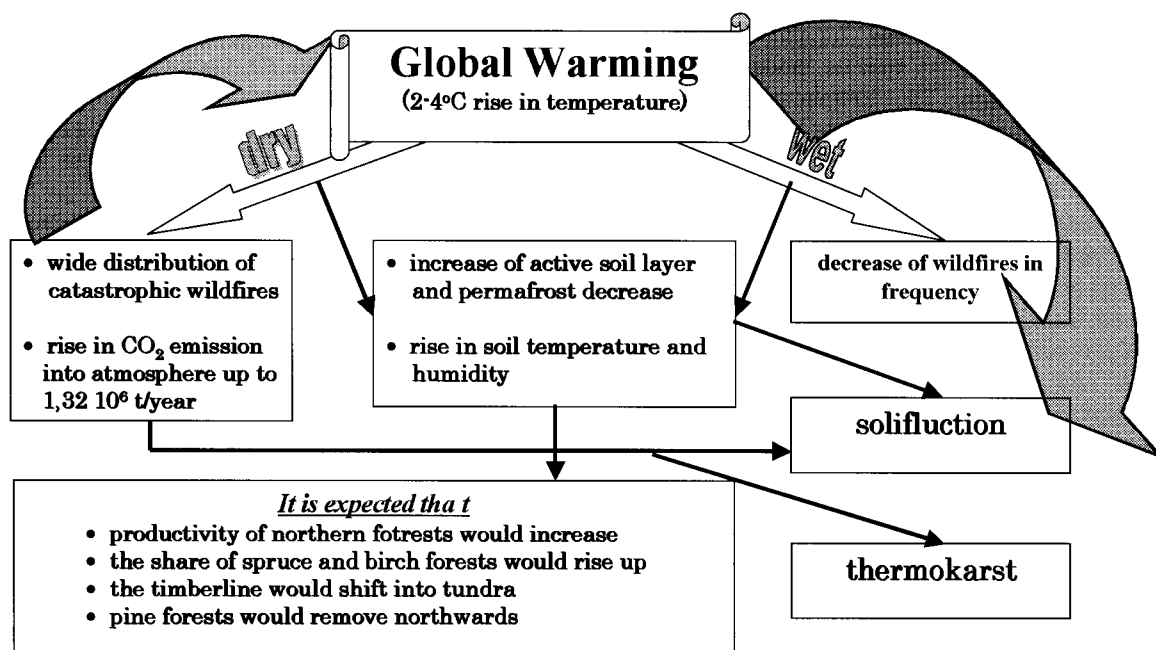 Global Warming
(2-4°C rise in temperature)
dry
wet
• wide distribution of
catastrophic wildfires
• rise in CO₂ emission
into atmosphere up to
1,32 10⁶ t/year
• increase of active soil layer
and permafrost decrease
• rise in soil temperature and
humidity
decrease of wildfires in
frequency
solifluction
It is expected that t
• productivity of northern fotrests would increase
• the share of spruce and birch forests would rise up
• the timberline would shift into tundra
• pine forests would remove northwards
thermokarst